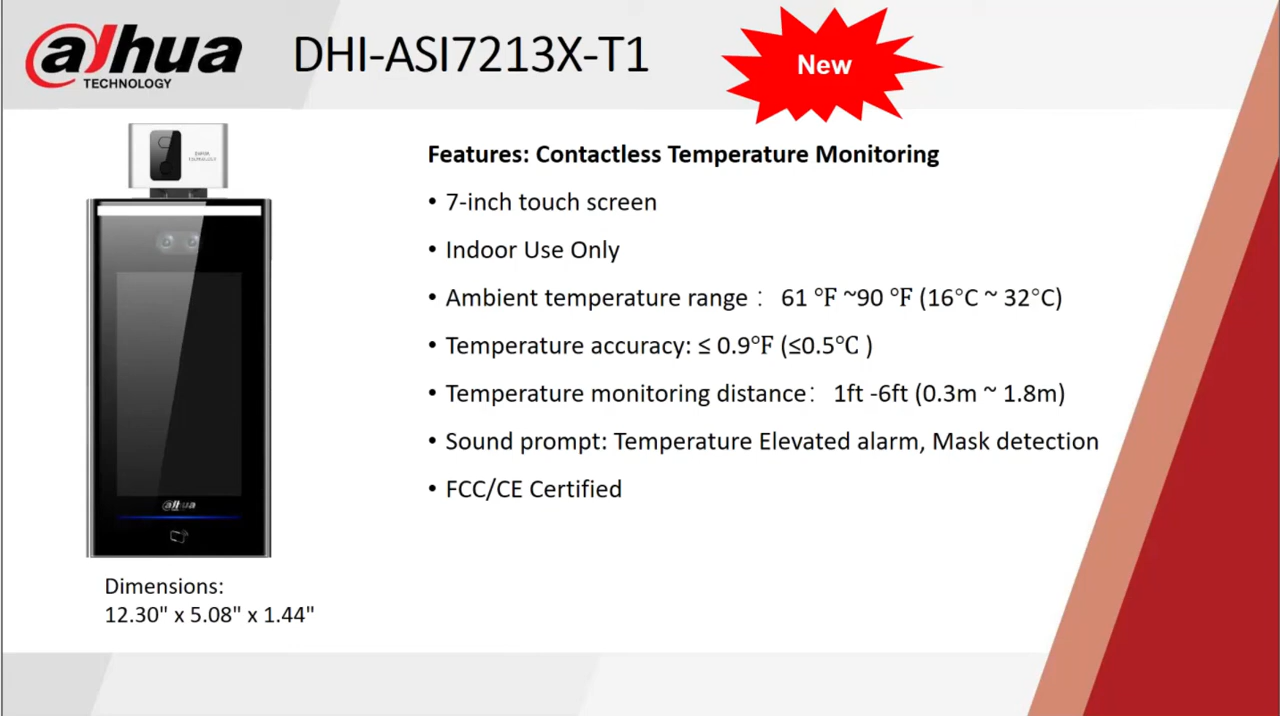 alhua
TECHNOLOGY
DHI-ASI7213X-T1
New
Features: Contactless Temperature Monitoring
• 7-inch touch screen
• Indoor Use Only
• Ambient temperature range： 61 ℉ ~90 ℉ (16°C ~ 32°C)
• Temperature accuracy: ≤ 0.9℉ (≤0.5℃ )
• Temperature monitoring distance： 1ft -6ft (0.3m ~ 1.8m)
• Sound prompt: Temperature Elevated alarm, Mask detection
• FCC/CE Certified
alhua
Dimensions:
12.30" x 5.08" x 1.44"